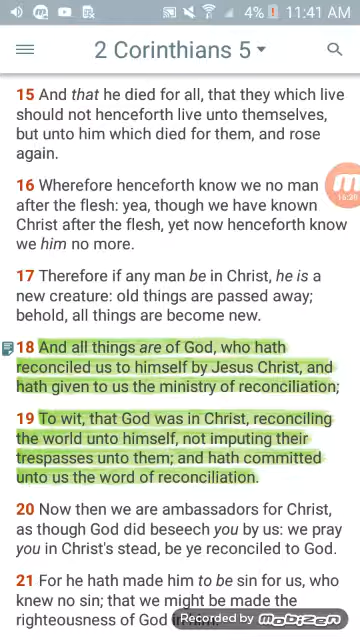 4% 11:41 AM
2 Corinthians 5
15 And that he died for all, that they which live
should not henceforth live unto themselves,
but unto him which died for them, and rose
again.
16 Wherefore henceforth know we no man
after the flesh: yea, though we have known
Christ after the flesh, yet now henceforth know
we him no more.
17 Therefore if any man be in Christ, he is a
new creature: old things are passed away;
behold, all things are become new.
18 And all things are of God, who hath
reconciled us to himself by Jesus Christ, and
hath given to us the ministry of reconciliation;
19 To wit, that God was in Christ, reconciling
the world unto himself, not imputing their
trespasses unto them; and hath committed
unto us the word of reconciliation.
20 Now then we are ambassadors for Christ,
as though God did beseech you by us: we pray
you in Christ's stead, be ye reconciled to God.
21 For he hath made him to be sin for us, who
knew no sin; that we might be made the
righteousness of God in him.
Recorded by mobizen